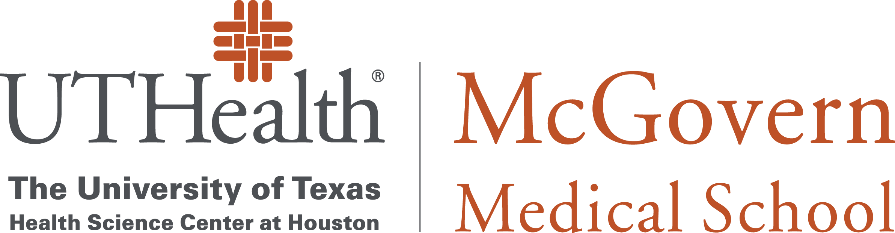 UTHealth®
The University of Texas
Health Science Center at Houston
McGovern
Medical School